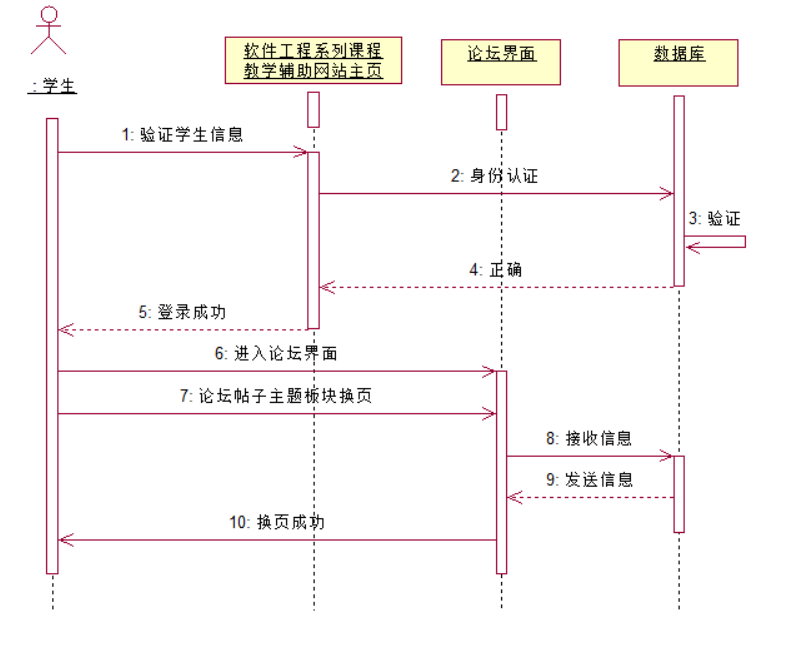 : 学生
软件工程系列课程
教学辅助网站主页
论坛界面
数据库
1: 验证学生信息
2: 身份认证
3: 验证
4: 正确
5: 登录成功
6: 进入论坛界面
7: 论坛帖子主题板块换页
8: 接收信息
9: 发送信息
10: 换页成功